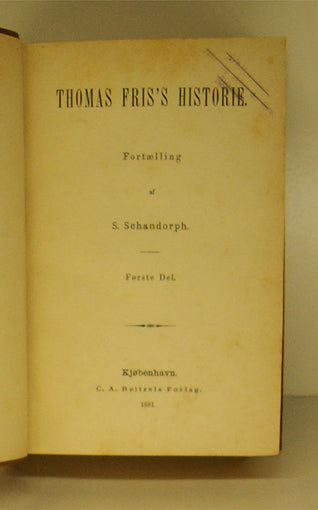 THOMAS FRIS'S HISTORIE.
Fortælling
af
S. Schandorph.
Første Del.
Kjøbenhavn.
C. A. Reitzels Forlag.
1881.